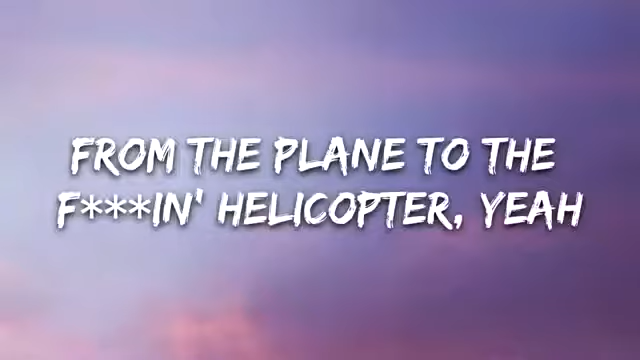 FROM THE PLANE TO THE
F***IN' HELICOPTER, YEAH